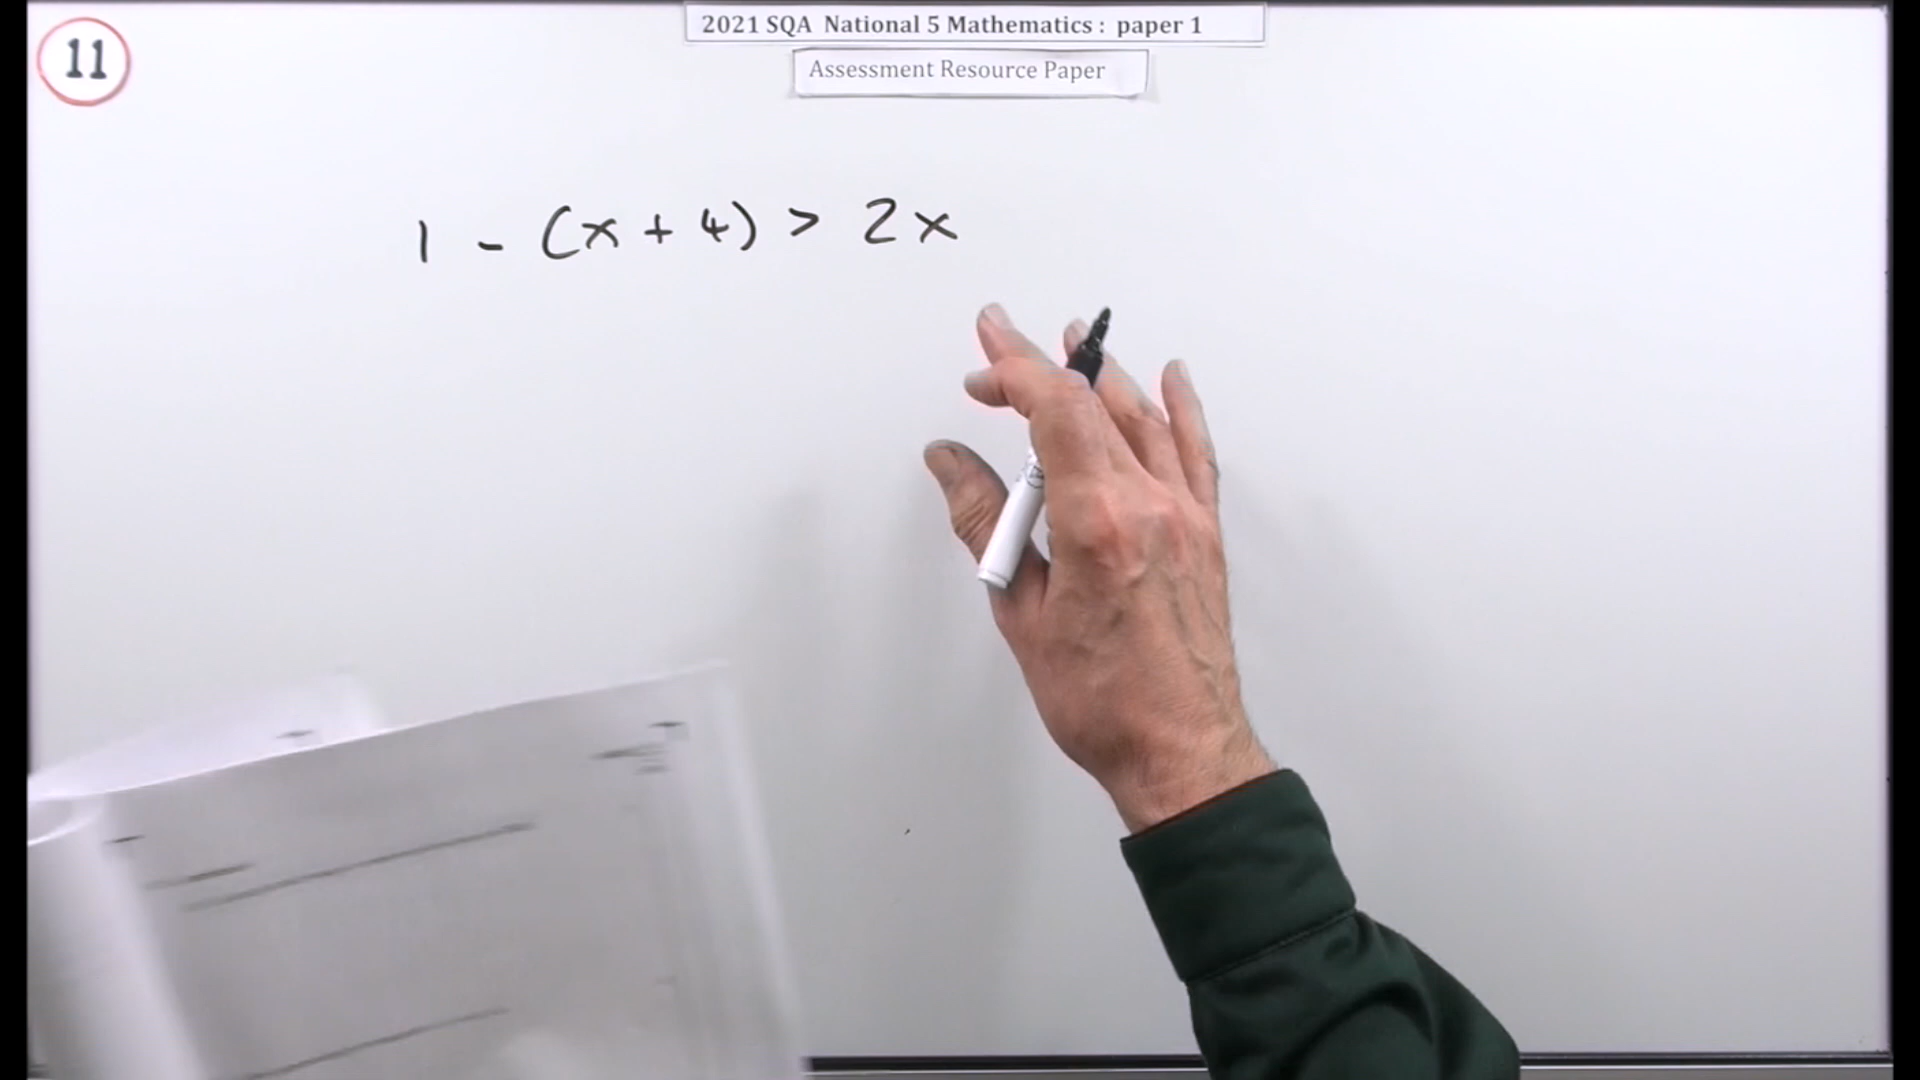 11
2021 SQA National 5 Mathematics : paper 1
Assessment Resource Paper
1 - (x + 4) > 2x